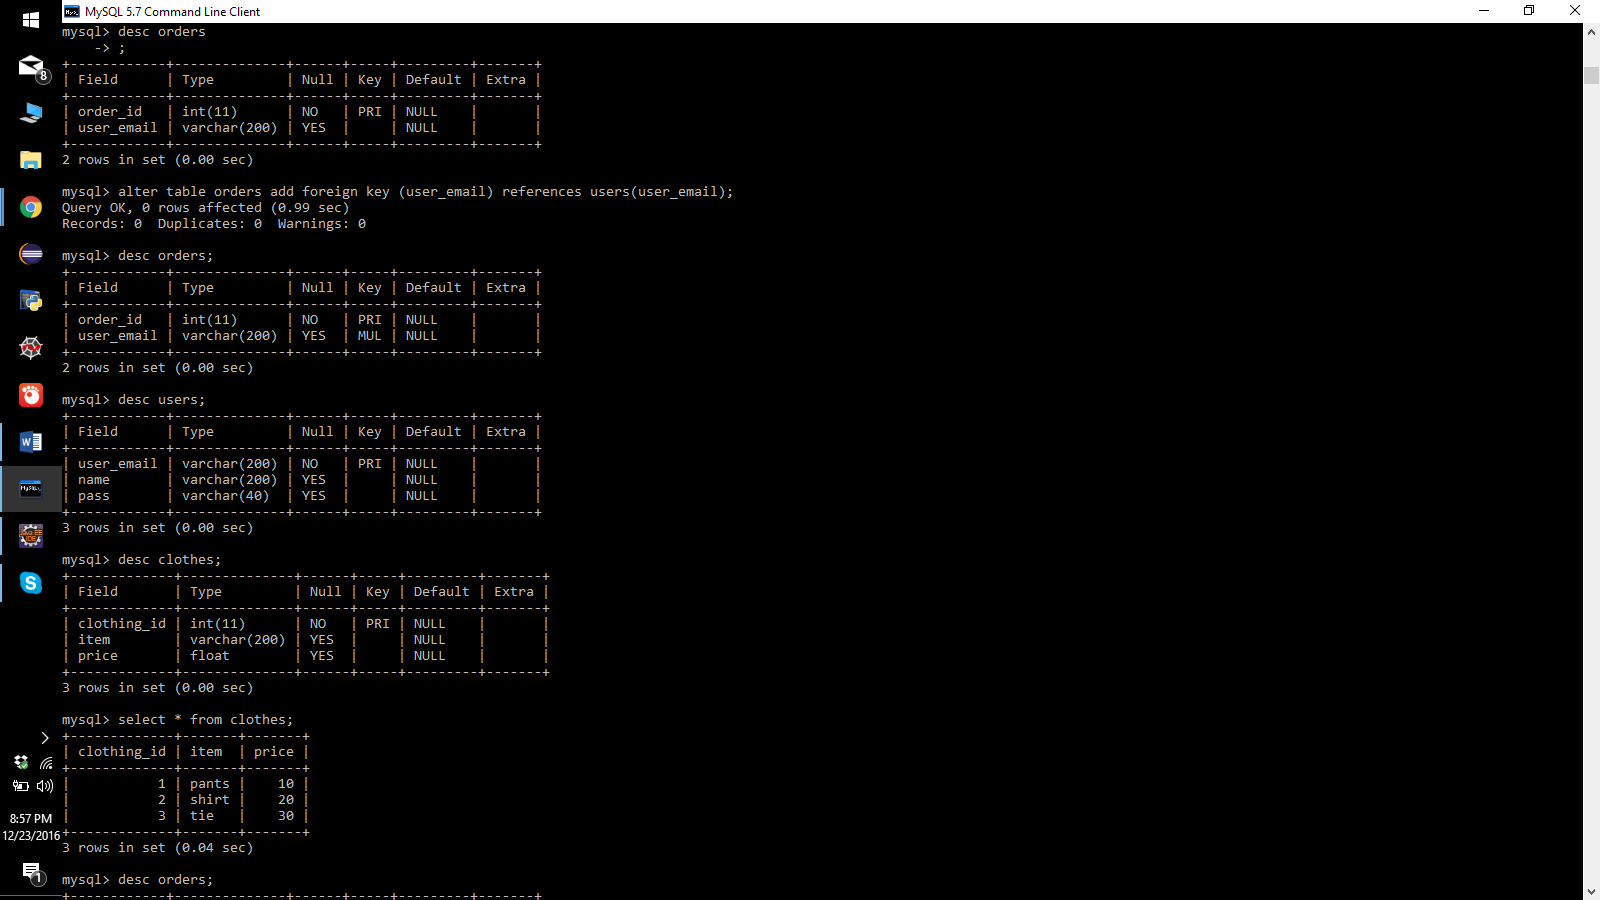 MySQL 5.7 Command Line Client
mysql> desc orders
    -> ;
+------------+--------------+------+-----+---------+-------+
| Field      | Type         | Null | Key | Default | Extra |
+------------+--------------+------+-----+---------+-------+
| order_id   | int(11)      | NO   | PRI | NULL    |       |
| user_email | varchar(200) | YES  |     | NULL    |       |
+------------+--------------+------+-----+---------+-------+
2 rows in set (0.00 sec)
mysql> alter table orders add foreign key (user_email) references users(user_email);
Query OK, 0 rows affected (0.99 sec)
Records: 0  Duplicates: 0  Warnings: 0
mysql> desc orders;
+------------+--------------+------+-----+---------+-------+
| Field      | Type         | Null | Key | Default | Extra |
+------------+--------------+------+-----+---------+-------+
| order_id   | int(11)      | NO   | PRI | NULL    |       |
| user_email | varchar(200) | YES  | MUL | NULL    |       |
+------------+--------------+------+-----+---------+-------+
2 rows in set (0.00 sec)
mysql> desc users;
+------------+--------------+------+-----+---------+-------+
| Field      | Type         | Null | Key | Default | Extra |
+------------+--------------+------+-----+---------+-------+
| user_email | varchar(200) | NO   | PRI | NULL    |       |
| name       | varchar(200) | YES  |     | NULL    |       |
| pass       | varchar(40)  | YES  |     | NULL    |       |
+------------+--------------+------+-----+---------+-------+
3 rows in set (0.00 sec)
mysql> desc clothes;
+-------------+--------------+------+-----+---------+-------+
| Field       | Type         | Null | Key | Default | Extra |
+-------------+--------------+------+-----+---------+-------+
| clothing_id | int(11)      | NO   | PRI | NULL    |       |
| item        | varchar(200) | YES  |     | NULL    |       |
| price       | float        | YES  |     | NULL    |       |
+-------------+--------------+------+-----+---------+-------+
3 rows in set (0.00 sec)
mysql> select * from clothes;
+-------------+-------+-------+
| clothing_id | item  | price |
+-------------+-------+-------+
|           1 | pants |    10 |
|           2 | shirt |    20 |
|           3 | tie   |    30 |
+-------------+-------+-------+
3 rows in set (0.04 sec)
mysql> desc orders;
+------------+--------------+------+-----+---------+-------+
8
W
MySQL
S
8:57 PM
12/23/2016
1